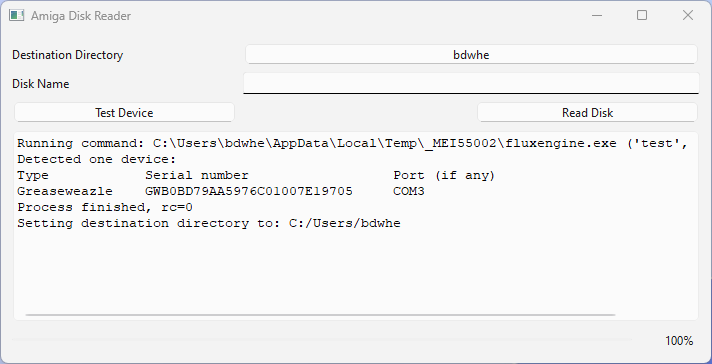 Amiga Disk Reader
Destination Directory bdwhe
Disk Name
Test Device Read Disk
Running command: C:\Users\bdwhe\AppData\Local\Temp\_MEI55002\fluxengine.exe ('test',
Detected one device:
Type Serial number Port (if any)
Greaseweazle GWB0BD79AA5976C01007E19705 COM3
Process finished, rc=0
Setting destination directory to: C:/Users/bdwhe
100%